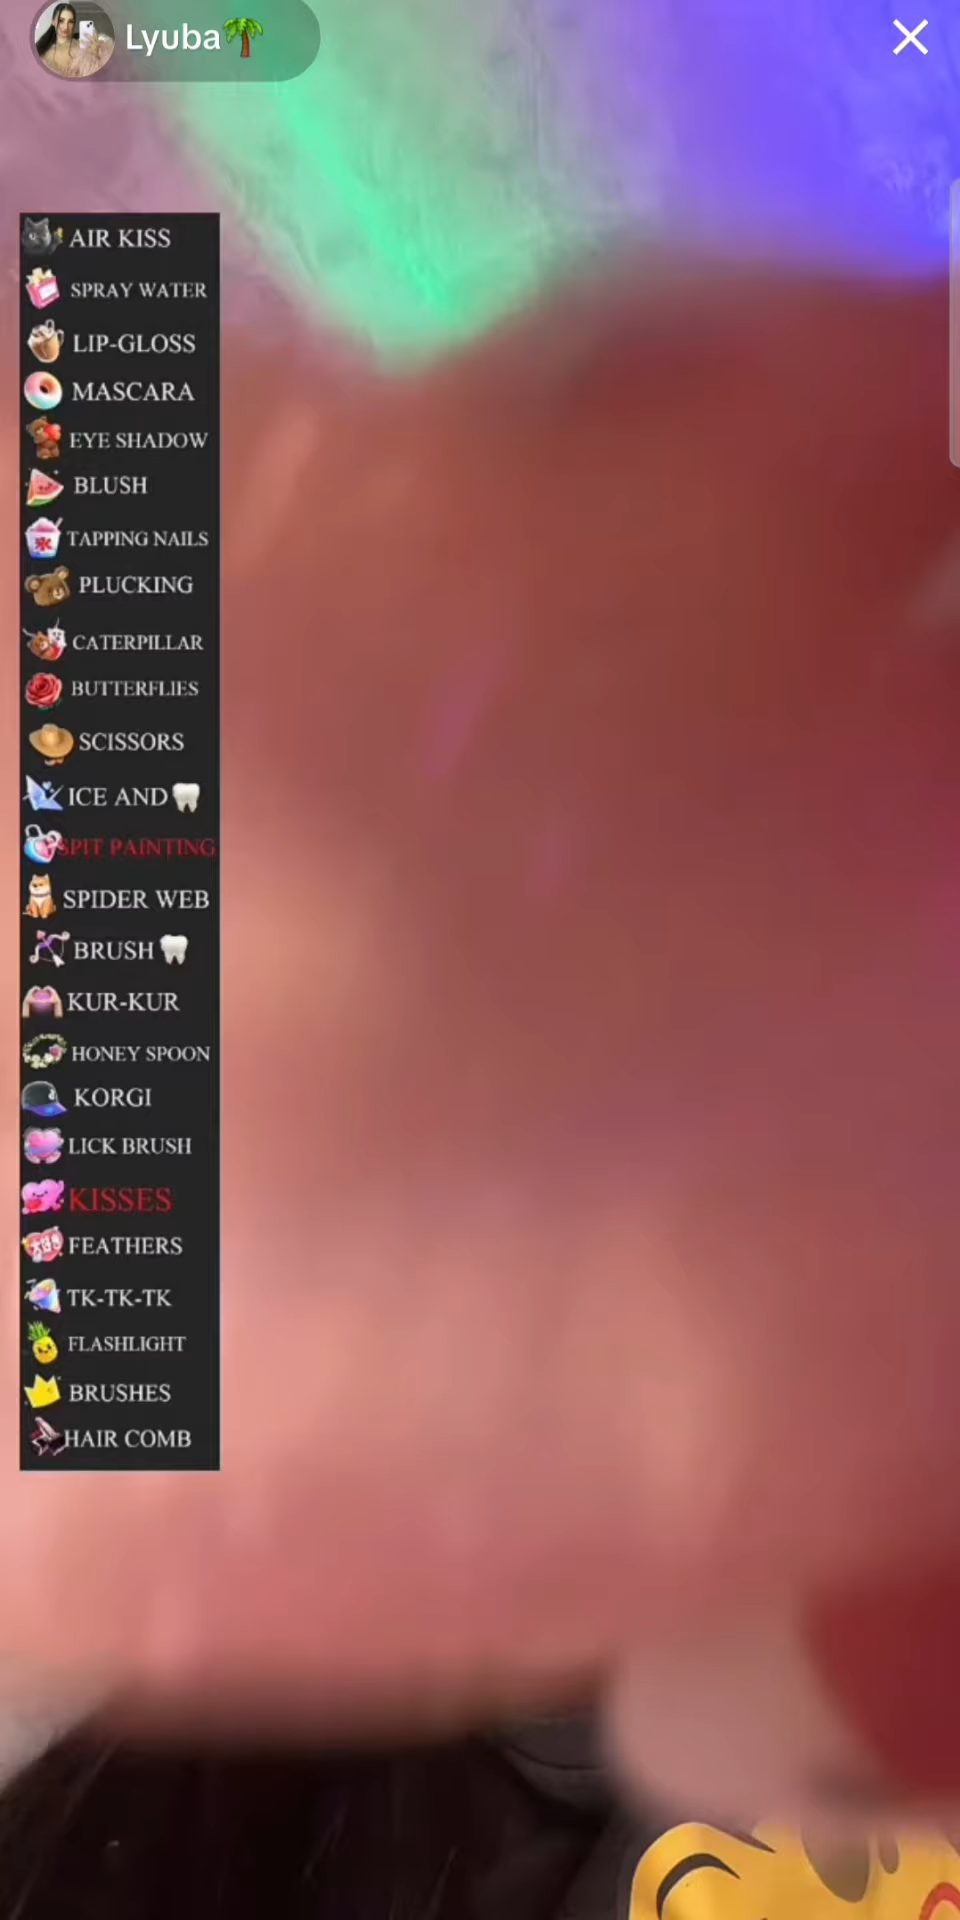 Lyuba
AIR KISS
SPRAY WATER
LIP-GLOSS
MASCARA
EYE SHADOW
BLUSH
TAPPING NAILS
PLUCKING
CATERPILLAR
BUTTERFLIES
SCISSORS
ICE AND
SPIT PAINTING
SPIDER WEB
BRUSH
KUR-KUR
HONEY SPOON
KORGI
LICK BRUSH
KISSES
FEATHERS
TK-TK-TK
FLASHLIGHT
BRUSHES
HAIR COMB